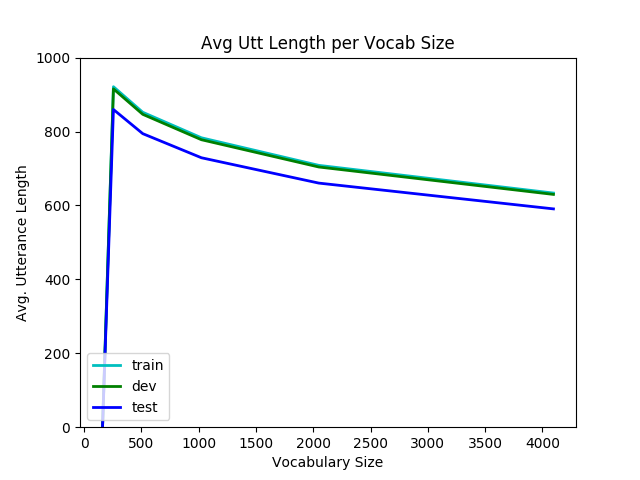 Avg Utt Length per Vocab Size
1000
800
600
400
200
0
Avg. Utterance Length
train
dev
test
0 500 1000 1500 2000 2500 3000 3500 4000
Vocabulary Size